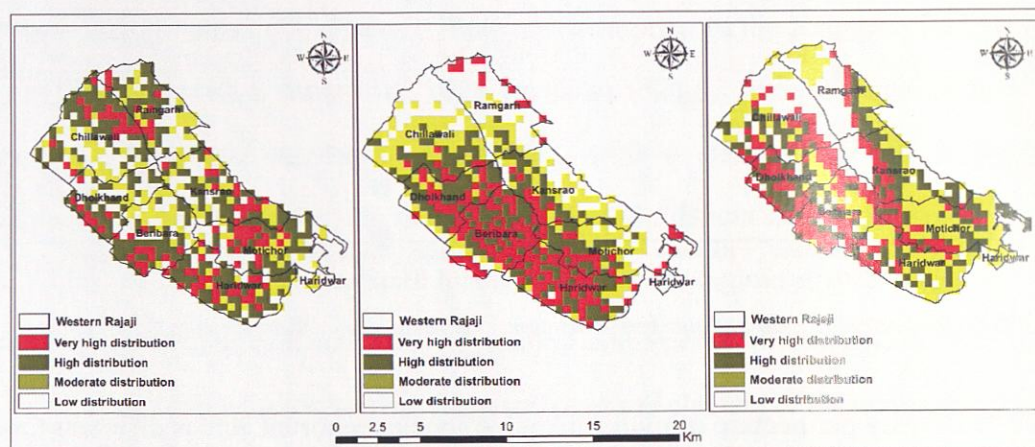 N
W E
S
Ramgarh
Chillawali
Kansrao
Dholkhand
Beribara
Motichor
Haridwar
Haridwar
Western Rajaji
Very high distribution
High distribution
Moderate distribution
Low distribution
N
W E
S
Ramgarh
Chillawali
Kansrao
Dholkhand
Beribara
Motichor
Haridwar
Haridwar
Western Rajaji
Very high distribution
High distribution
Moderate distribution
Low distribution
N
W E
S
Ramgarh
Chillawali
Kansrao
Dholkhand
Beribara
Motichor
Haridwar
Haridwar
Western Rajaji
Very high distribution
High distribution
Moderate distribution
Low distribution
0 2.5 5 10 15 20
Km